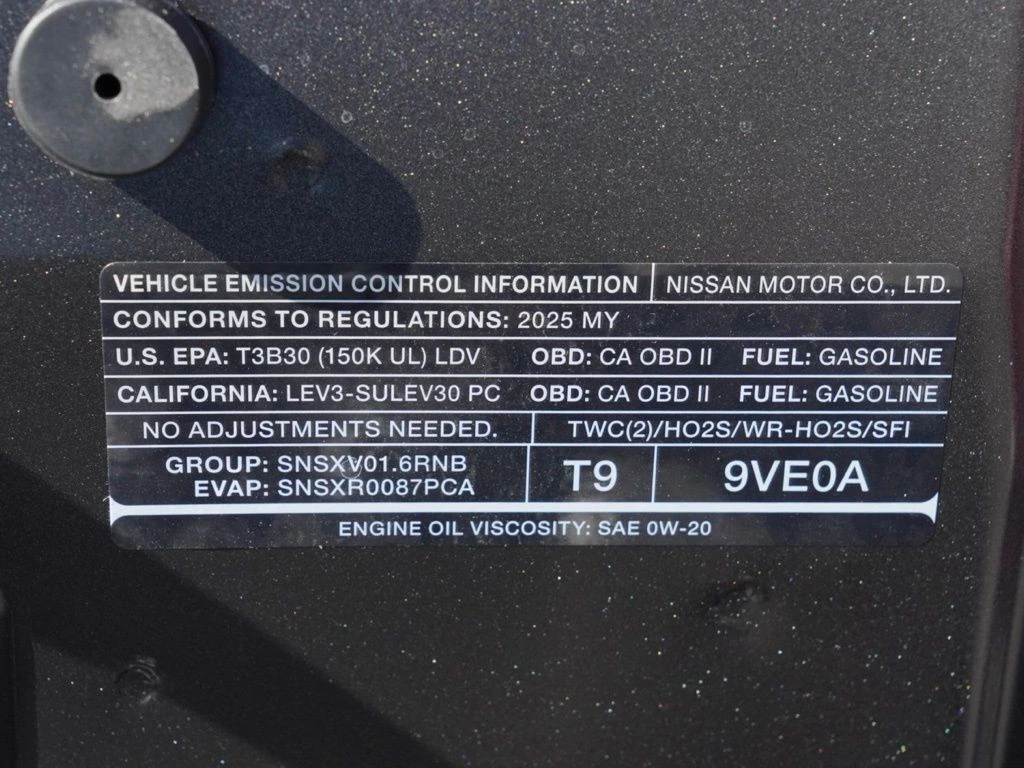 VEHICLE EMISSION CONTROL INFORMATION NISSAN MOTOR CO., LTD.
CONFORMS TO REGULATIONS: 2025 MY
U.S. EPA: T3B30 (150K UL) LDV OBD: CA OBD II FUEL: GASOLINE
CALIFORNIA: LEV3-SULEV30 PC OBD: CA OBD II FUEL: GASOLINE
NO ADJUSTMENTS NEEDED. TWC(2)/HO2S/WR-HO2S/SFI
GROUP: SNSXV01.6RNB
EVAP: SNSXR0087PCA
T9 9VE0A
ENGINE OIL VISCOSITY: SAE 0W-20